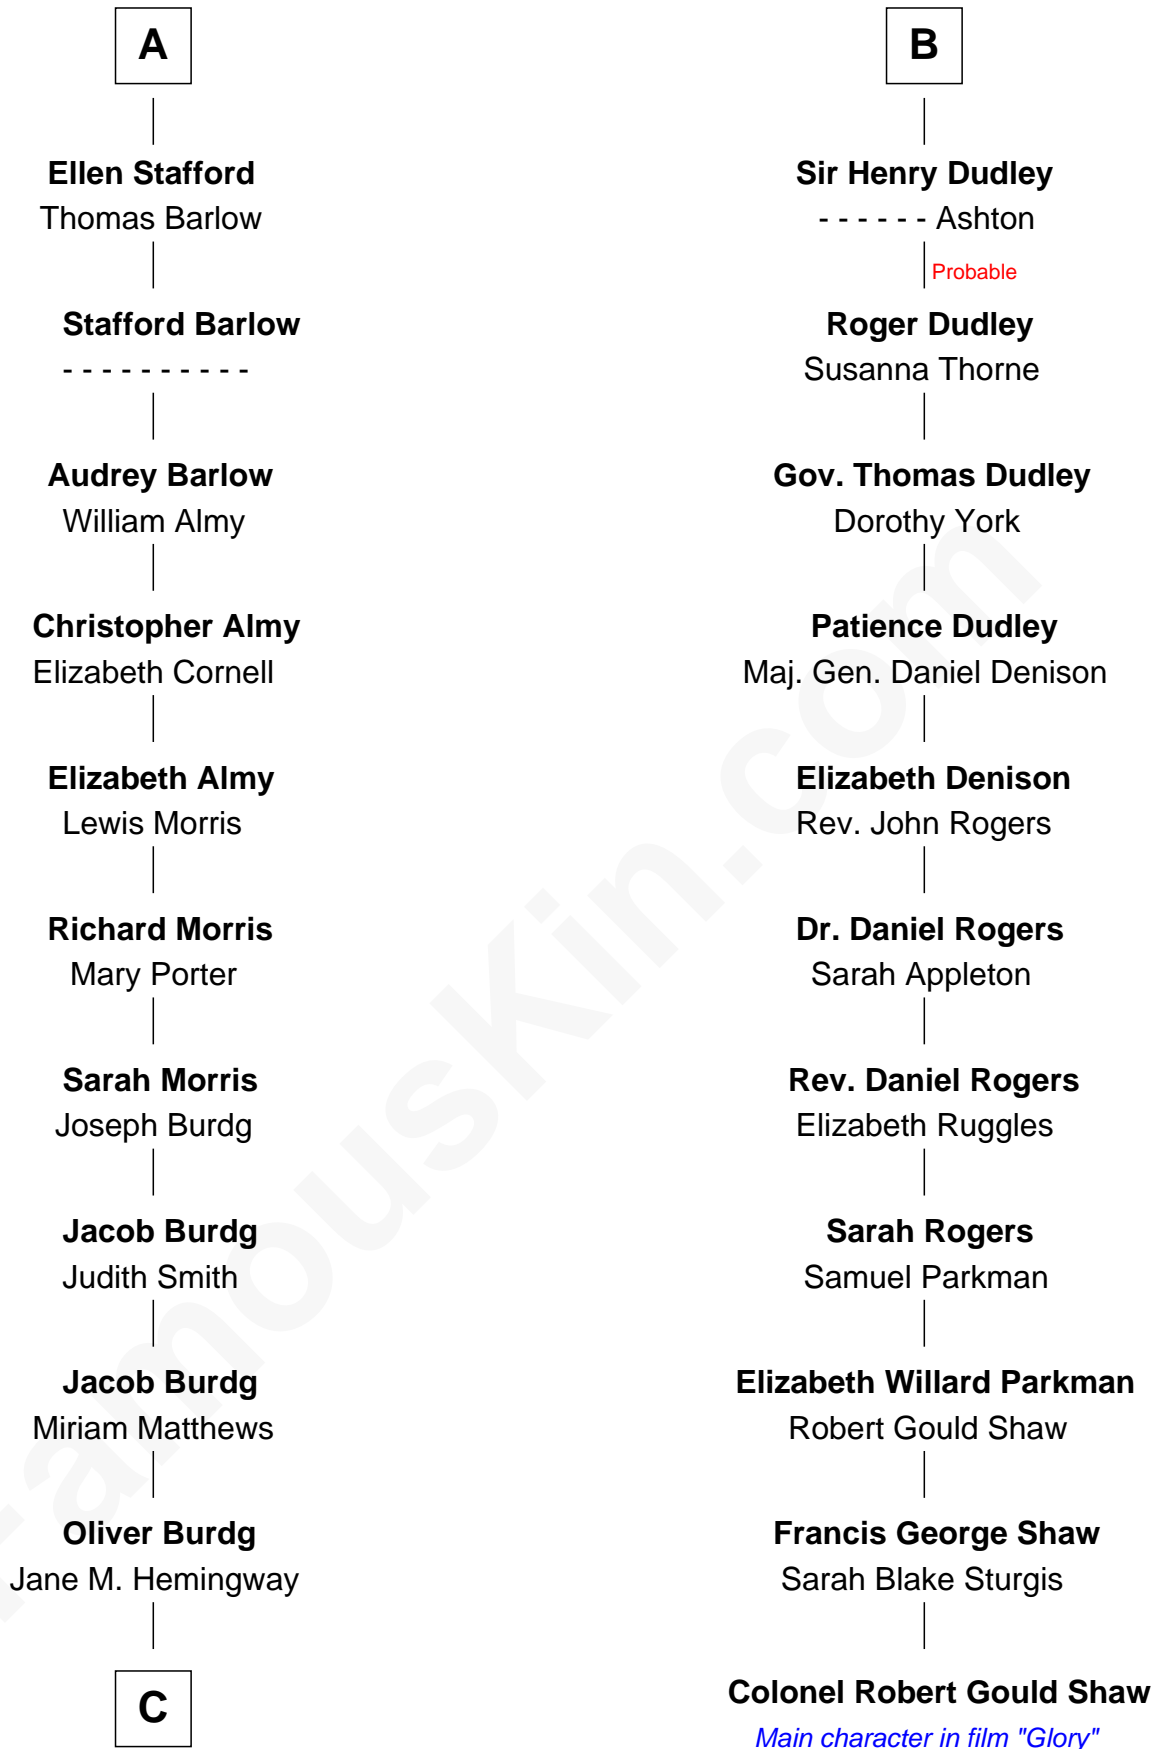 A
Ellen Stafford
Thomas Barlow
Stafford Barlow
- - - - - - - - - -
Audrey Barlow
William Almy
Christopher Almy
Elizabeth Cornell
Elizabeth Almy
Lewis Morris
Richard Morris
Mary Porter
Sarah Morris
Joseph Burdg
Jacob Burdg
Judith Smith
Jacob Burdg
Miriam Matthews
Oliver Burdg
Jane M. Hemingway
C
B
Sir Henry Dudley
- - - - - - Ashton
Probable
Roger Dudley
Susanna Thorne
Gov. Thomas Dudley
Dorothy York
Patience Dudley
Maj. Gen. Daniel Denison
Elizabeth Denison
Rev. John Rogers
Dr. Daniel Rogers
Sarah Appleton
Rev. Daniel Rogers
Elizabeth Ruggles
Sarah Rogers
Samuel Parkman
Elizabeth Willard Parkman
Robert Gould Shaw
Francis George Shaw
Sarah Blake Sturgis
Colonel Robert Gould Shaw
Main character in film "Glory"
FamousKin.com